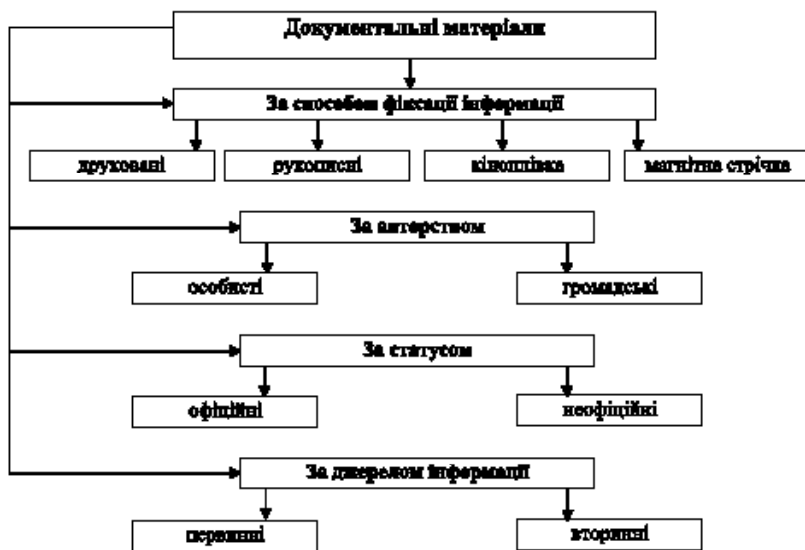 Документальні матеріали
За способом фіксації інформації
друковані
рукописні
кіноплівка
магнітна стрічка
За авторством
особисті
громадські
За статусом
офіційні
неофіційні
За джерелом інформації
первинні
вторинні